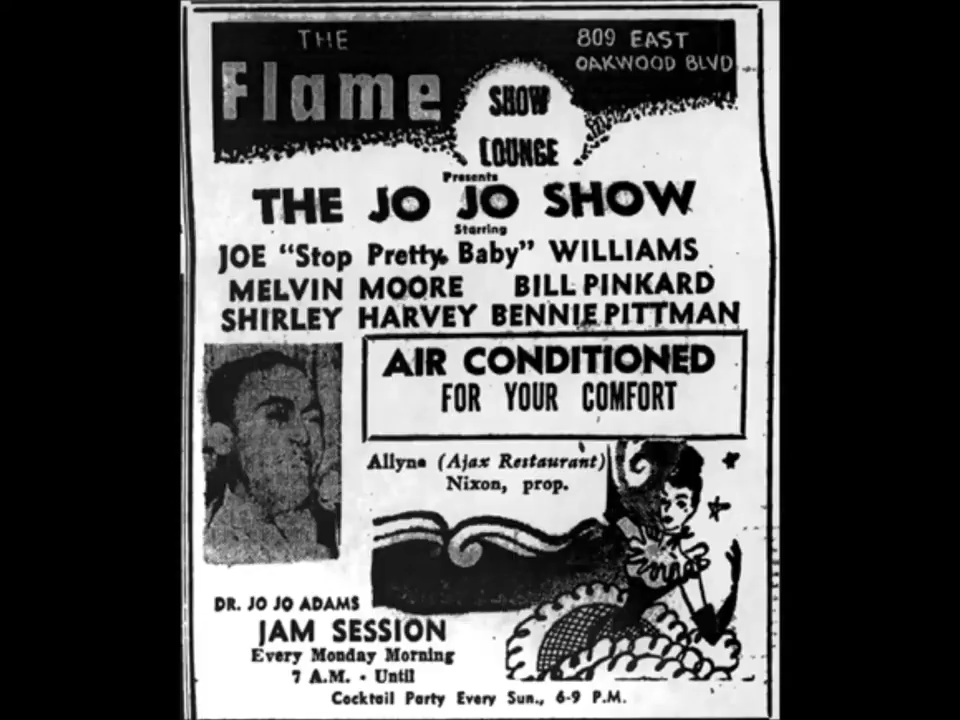 THE
Flame
809 EAST
OAKWOOD BLVD
SHOW
LOUNGE
Presents
THE JO JO SHOW
Starring
JOE "Stop Pretty Baby" WILLIAMS
MELVIN MOORE BILL PINKARD
SHIRLEY HARVEY BENNIE PITTMAN
AIR CONDITIONED
FOR YOUR COMFORT
Allyne (Ajax Restaurant)
Nixon, prop.
DR. JO JO ADAMS
JAM SESSION
Every Monday Morning
7 A.M. - Until
Cocktail Party Every Sun., 6-9 P.M.